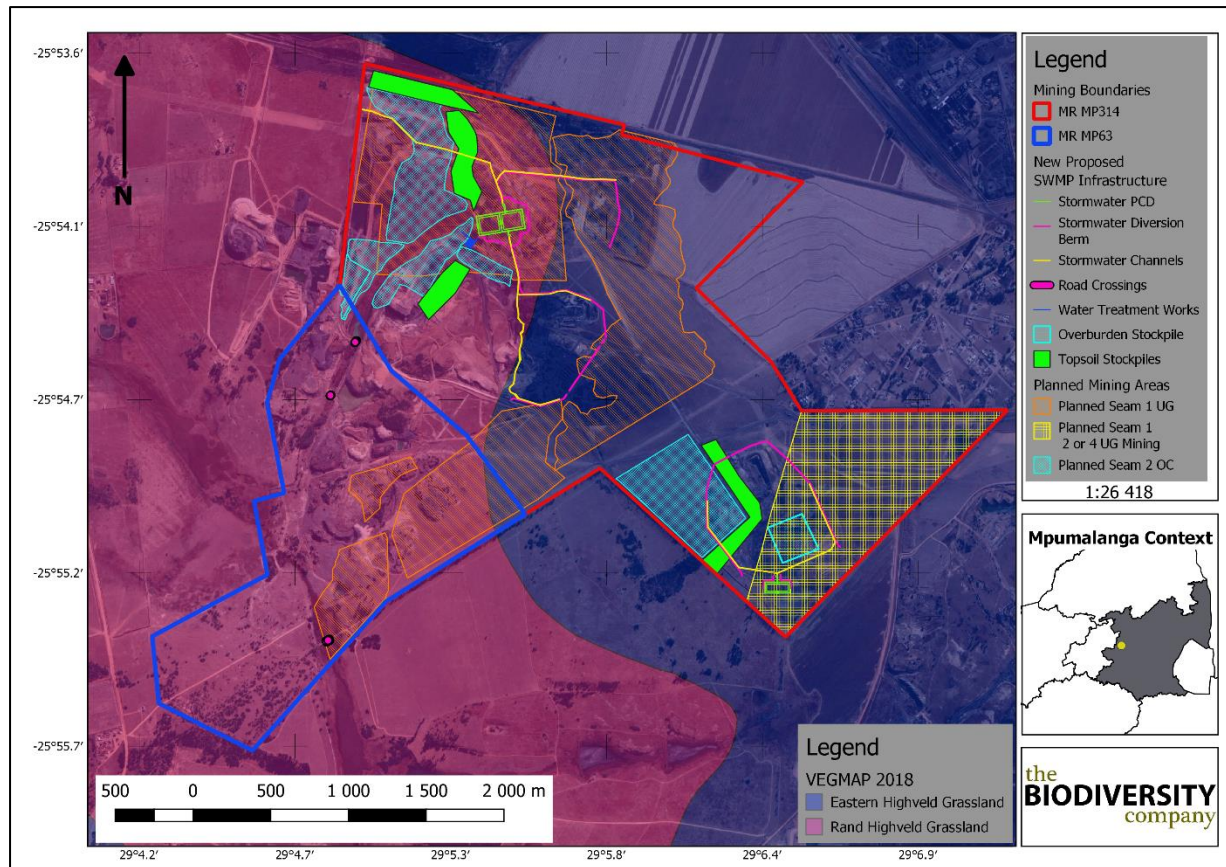 -25°53.6'
-25°54.1'
-25°54.7'
-25°55.2'
-25°55.7'
N
500 0 500 1 000 1 500 2 000 m
29°4.2' 29°4.7' 29°5.3' 29°5.8' 29°6.4' 29°6.9'
Legend
VEGMAP 2018
Eastern Highveld Grassland
Rand Highveld Grassland
Legend
Mining Boundaries
MR MP314
MR MP63
New Proposed
SWMP Infrastructure
Stormwater PCD
Stormwater Diversion
Berm
Stormwater Channels
Road Crossings
Water Treatment Works
Overburden Stockpile
Topsoil Stockpiles
Planned Mining Areas
Planned Seam 1 UG
Planned Seam 1
2 or 4 UG Mining
Planned Seam 2 OC
1:26 418
Mpumalanga Context
the
BIODIVERSITY
company